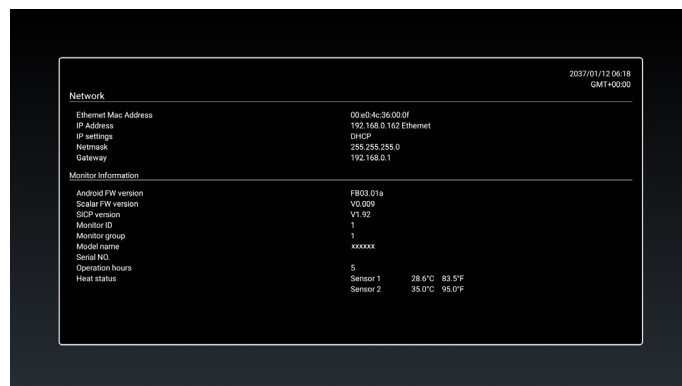 2037/01/12 06:18
GMT+00:00
Network
Ethernet Mac Address 00:e0:4c:36:00:0f
IP Address 192.168.0.162 Ethernet
IP settings DHCP
Netmask 255.255.255.0
Gateway 192.168.0.1
Monitor Information
Android FW version FB03.01a
Scalar FW version V0.009
SICP version V1.92
Monitor ID 1
Monitor group 1
Model name xxxxxx
Serial NO.
Operation hours 5
Heat status Sensor 1 28.6°C 83.5°F
Sensor 2 35.0°C 95.0°F